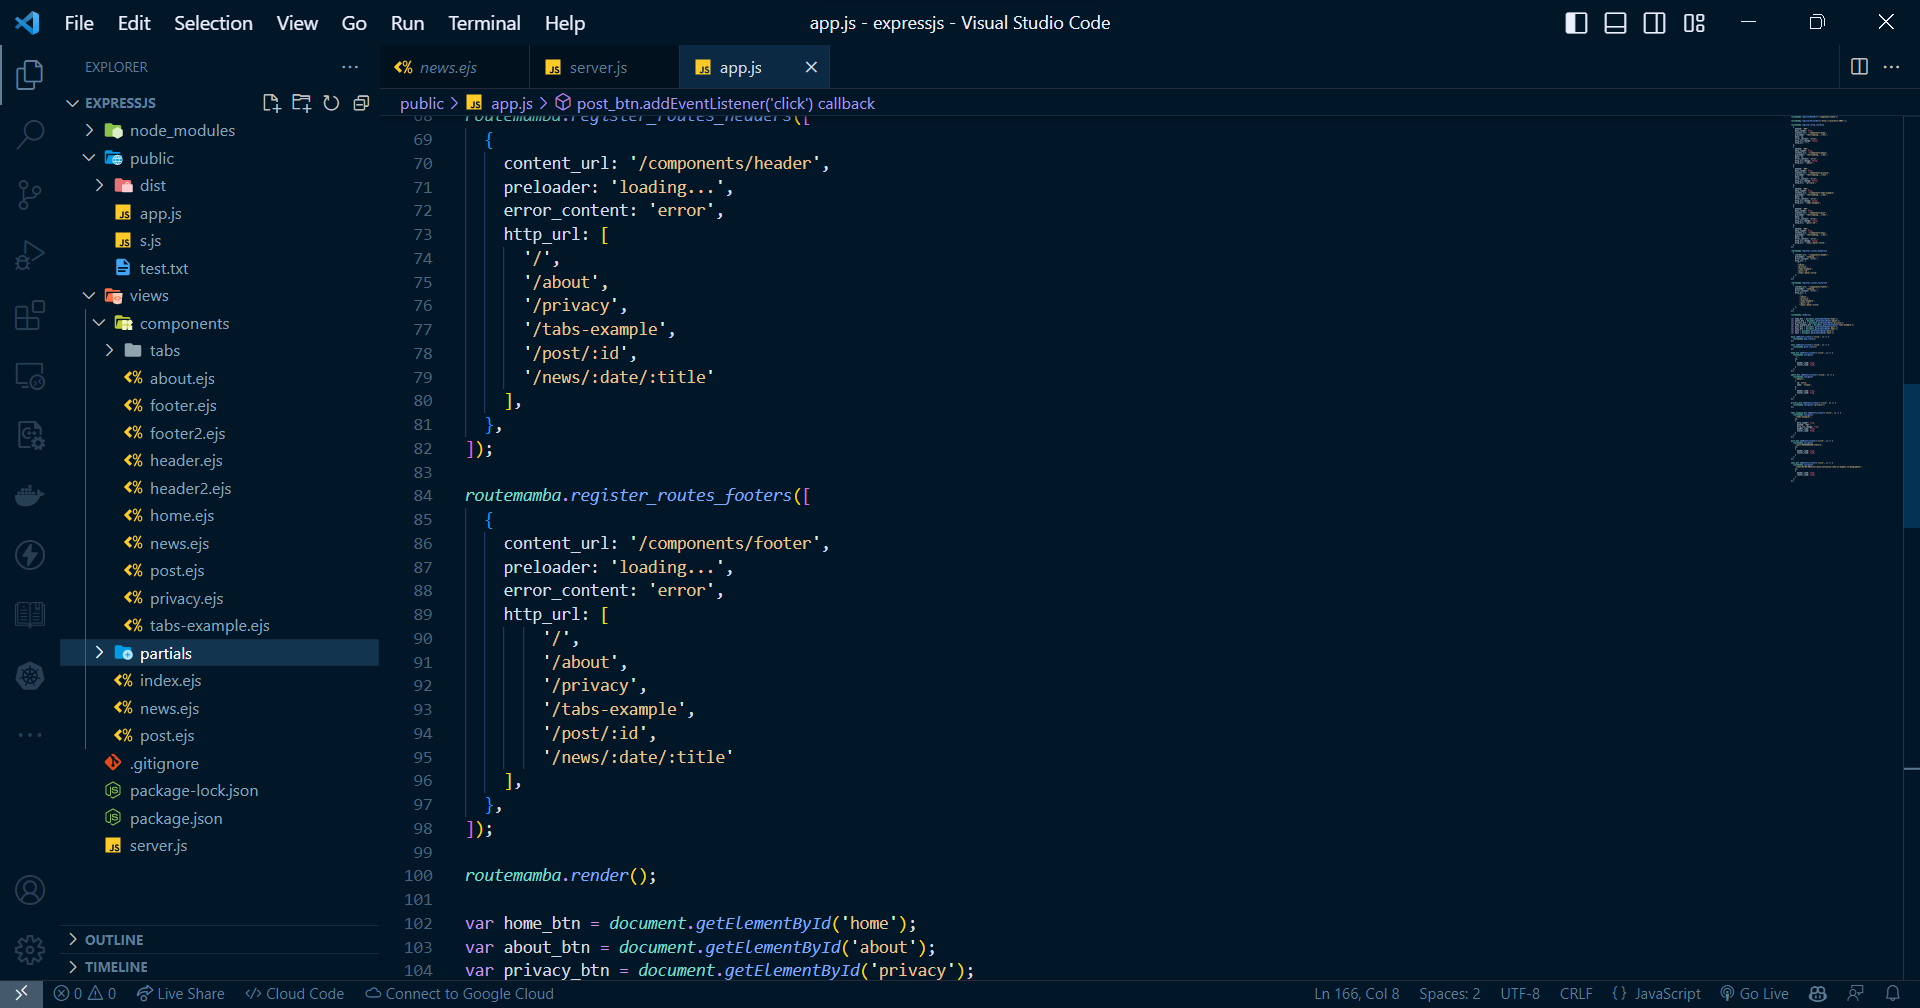 File Edit Selection View Go Run Terminal Help
app.js - expressjs - Visual Studio Code
EXPLORER
EXPRESSJS
node_modules
public
dist
app.js
s.js
test.txt
views
components
tabs
about.ejs
footer.ejs
footer2.ejs
header.ejs
header2.ejs
home.ejs
news.ejs
post.ejs
privacy.ejs
tabs-example.ejs
partials
index.ejs
news.ejs
post.ejs
.gitignore
package-lock.json
package.json
server.js
OUTLINE
TIMELINE
news.ejs
server.js
app.js
public > app.js > post_btn.addEventListener('click') callback
68 routemamba.register_routes_headers([
69 {
70 content_url: '/components/header',
71 preloader: 'loading...',
72 error_content: 'error',
73 http_url: [
74 '/',
75 '/about',
76 '/privacy',
77 '/tabs-example',
78 '/post/:id',
79 '/news/:date/:title'
80 ],
81 },
82 ]);
83
84 routemamba.register_routes_footers([
85 {
86 content_url: '/components/footer',
87 preloader: 'loading...',
88 error_content: 'error',
89 http_url: [
90 '/',
91 '/about',
92 '/privacy',
93 '/tabs-example',
94 '/post/:id',
95 '/news/:date/:title'
96 ],
97 },
98 ]);
99
100 routemamba.render();
101
102 var home_btn = document.getElementById('home');
103 var about_btn = document.getElementById('about');
104 var privacy_btn = document.getElementById('privacy');
0 0 Live Share Cloud Code Connect to Google Cloud Ln 166, Col 8 Spaces: 2 UTF-8 CRLF {} JavaScript Go Live